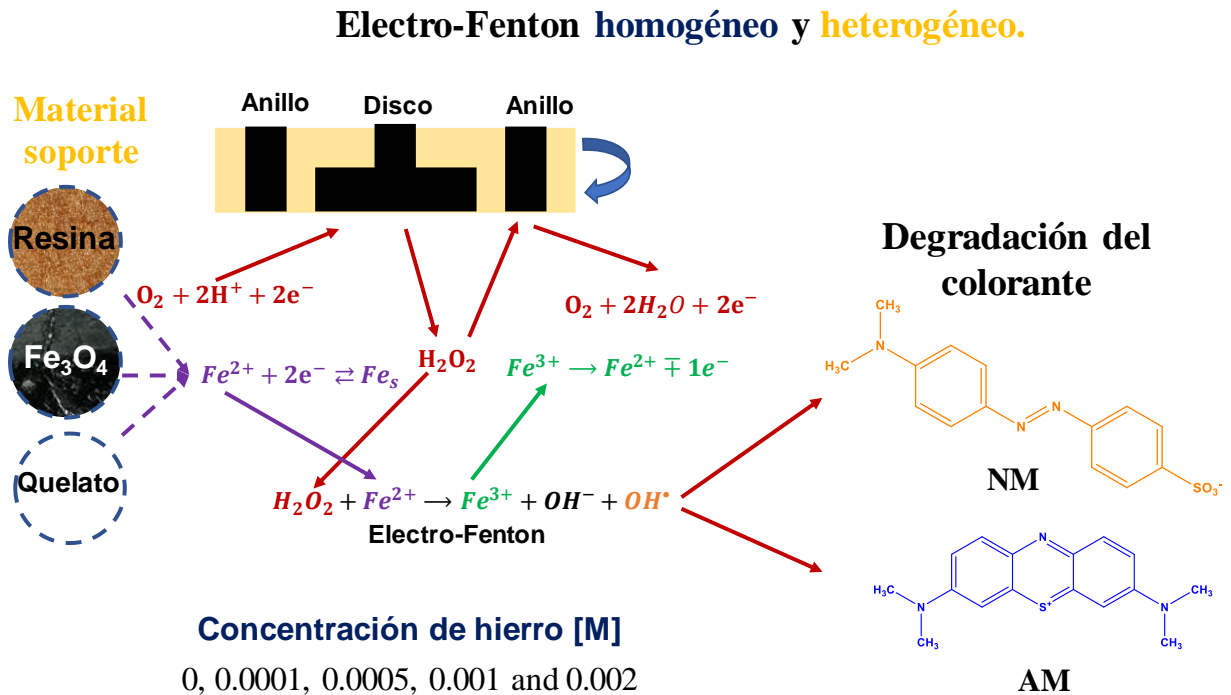 Electro-Fenton homogéneo y heterogéneo.
Material
soporte
Anillo
Disco
Anillo
Resina
Fe₃O₄
Quelato
O₂ + 2H⁺ + 2e⁻
O₂ + 2H₂O + 2e⁻
H₂O₂
Fe²⁺ + 2e⁻ ⇄ Feₛ
Fe³⁺ ⟶ Fe²⁺ ∓ 1e⁻
H₂O₂ + Fe²⁺ ⟶ Fe³⁺ + OH⁻ + OH•
Electro-Fenton
Concentración de hierro [M]
0, 0.0001, 0.0005, 0.001 and 0.002
Degradación del
colorante
CH₃
N
H₃C
N
N
SO₃⁻
NM
N
H₃C
N
S⁺
N
CH₃
CH₃
CH₃
AM